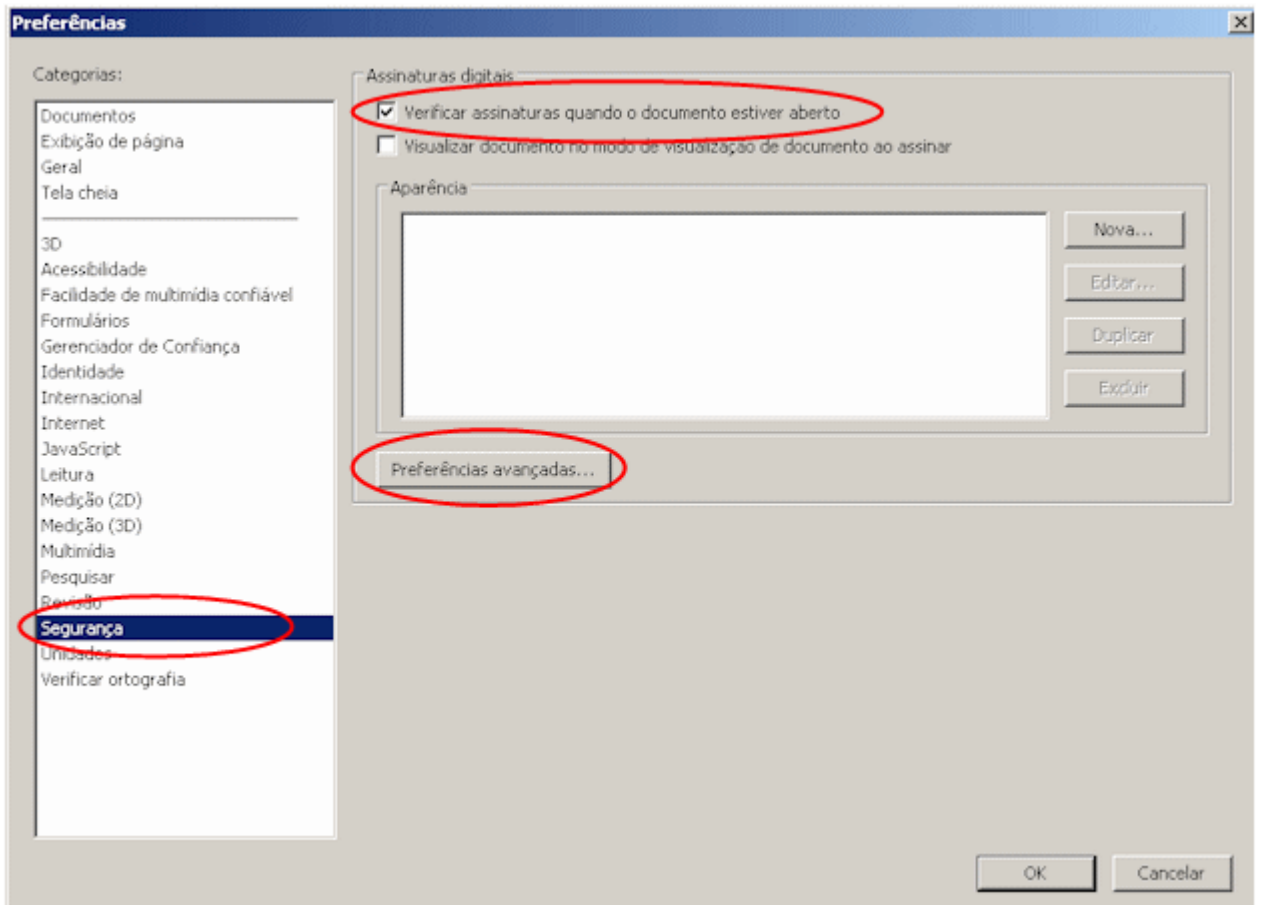 Preferências
Categorias:
Documentos
Exibição de página
Geral
Tela cheia
3D
Acessibilidade
Facilidade de multimídia confiável
Formulários
Gerenciador de Confiança
Identidade
Internacional
Internet
JavaScript
Leitura
Medição (2D)
Medição (3D)
Multimídia
Pesquisar
Revisão
Segurança
Unidades
Verificar ortografia
Assinaturas digitais
Verificar assinaturas quando o documento estiver aberto
Visualizar documento no modo de visualização de documento ao assinar
Aparência
Nova...
Editar...
Duplicar
Excluir
Preferências avançadas...
OK
Cancelar